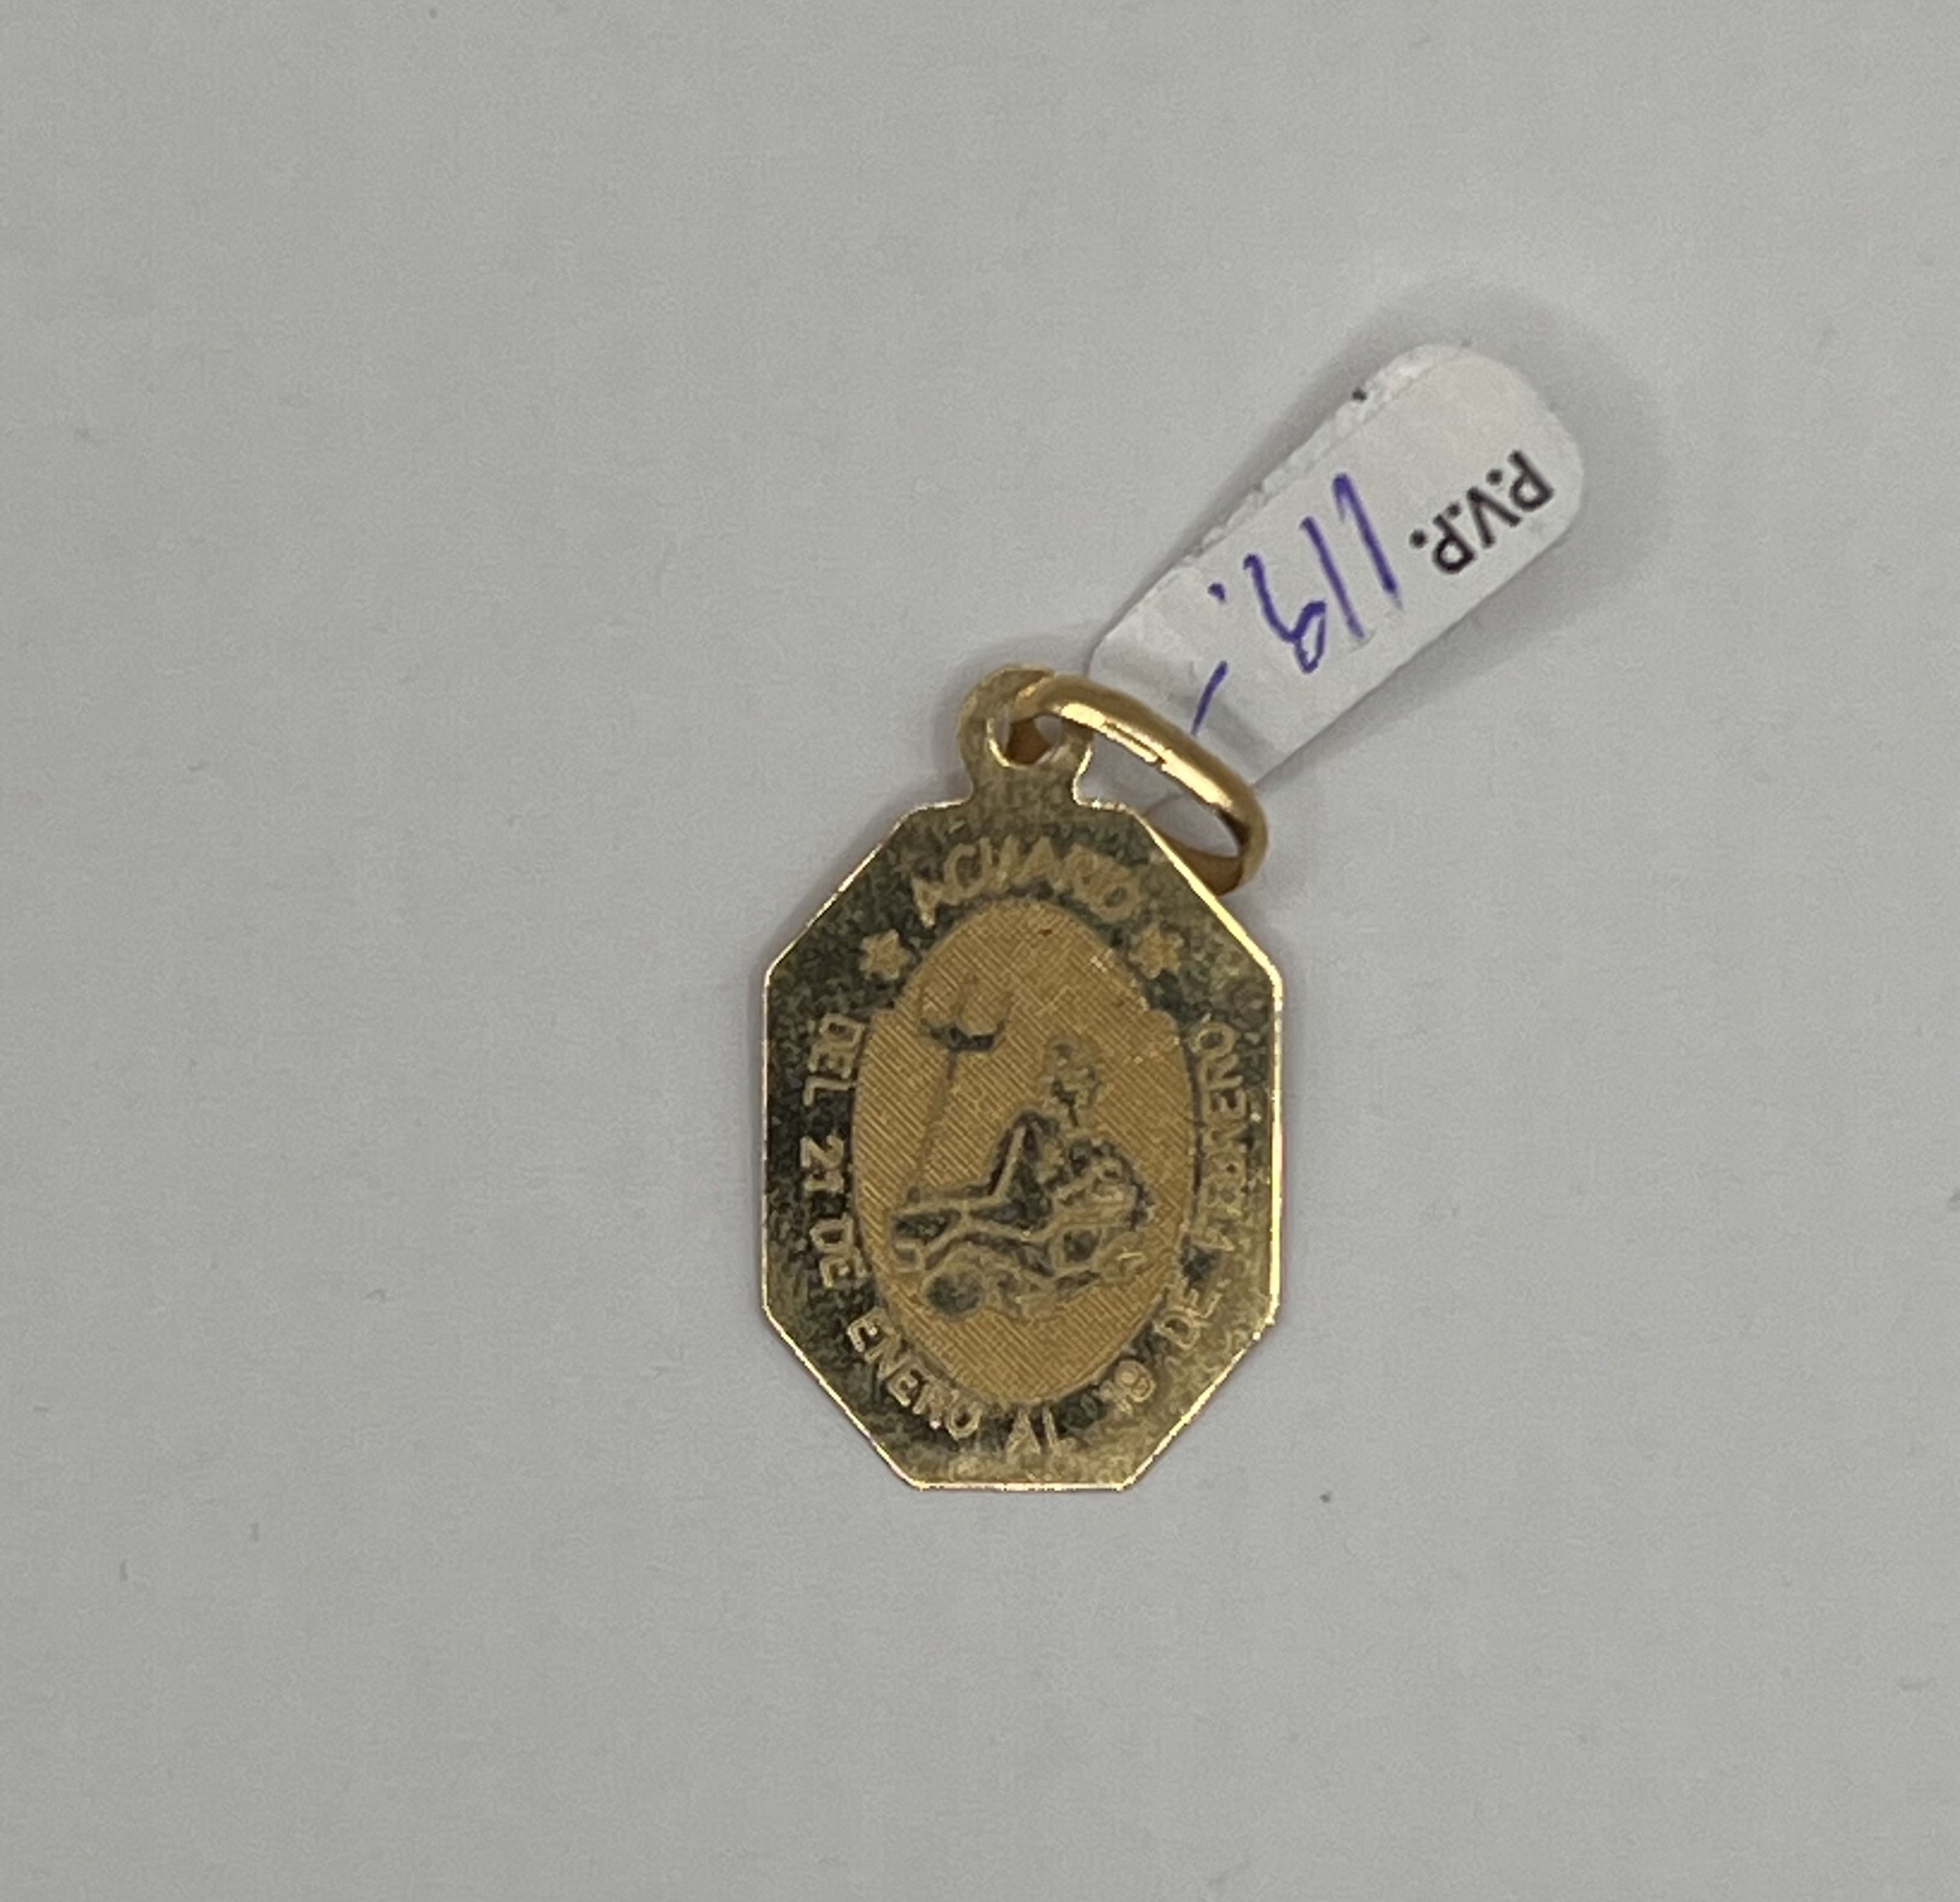 P.V.P.
119.-
ACUARIO
DEL 21 DE ENERO AL 19 DE FEBRERO